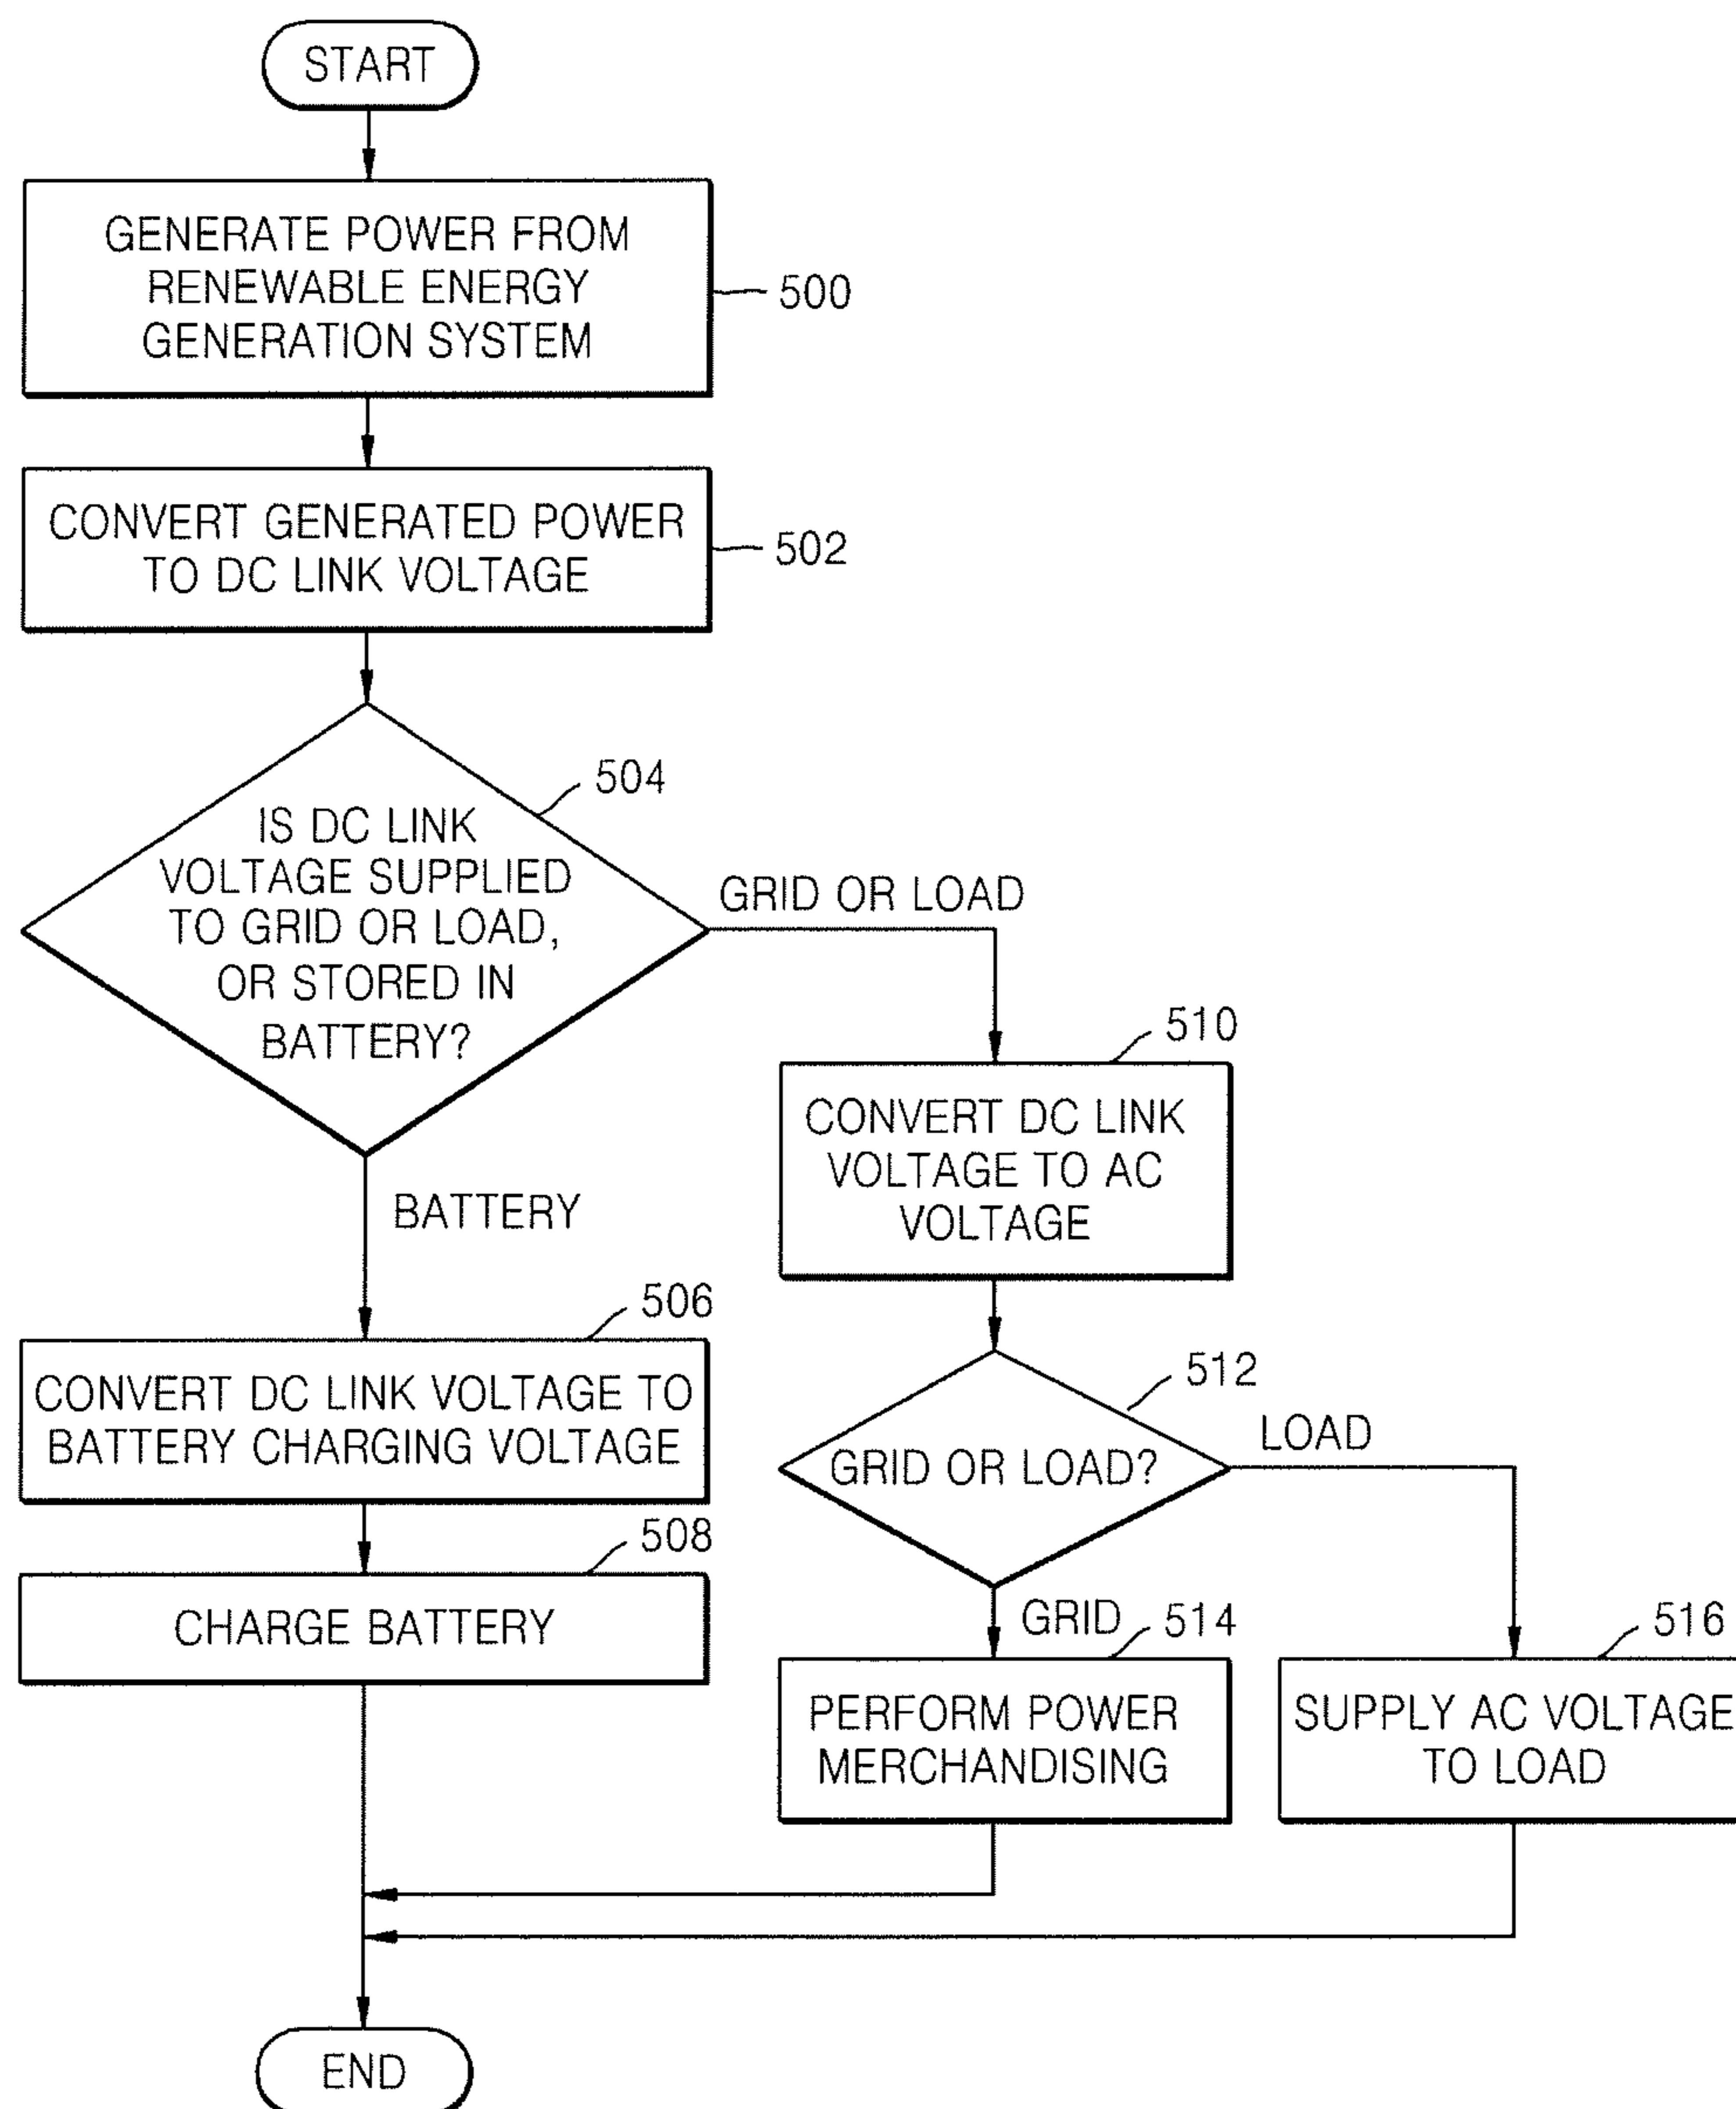 START
GENERATE POWER FROM
RENEWABLE ENERGY
GENERATION SYSTEM
500
CONVERT GENERATED POWER
TO DC LINK VOLTAGE
502
504
IS DC LINK
VOLTAGE SUPPLIED
TO GRID OR LOAD,
OR STORED IN
BATTERY?
GRID OR LOAD
BATTERY
510
CONVERT DC LINK
VOLTAGE TO AC
VOLTAGE
506
CONVERT DC LINK VOLTAGE TO
BATTERY CHARGING VOLTAGE
512
GRID OR LOAD?
LOAD
508
CHARGE BATTERY
GRID
514
PERFORM POWER
MERCHANDISING
516
SUPPLY AC VOLTAGE
TO LOAD
END